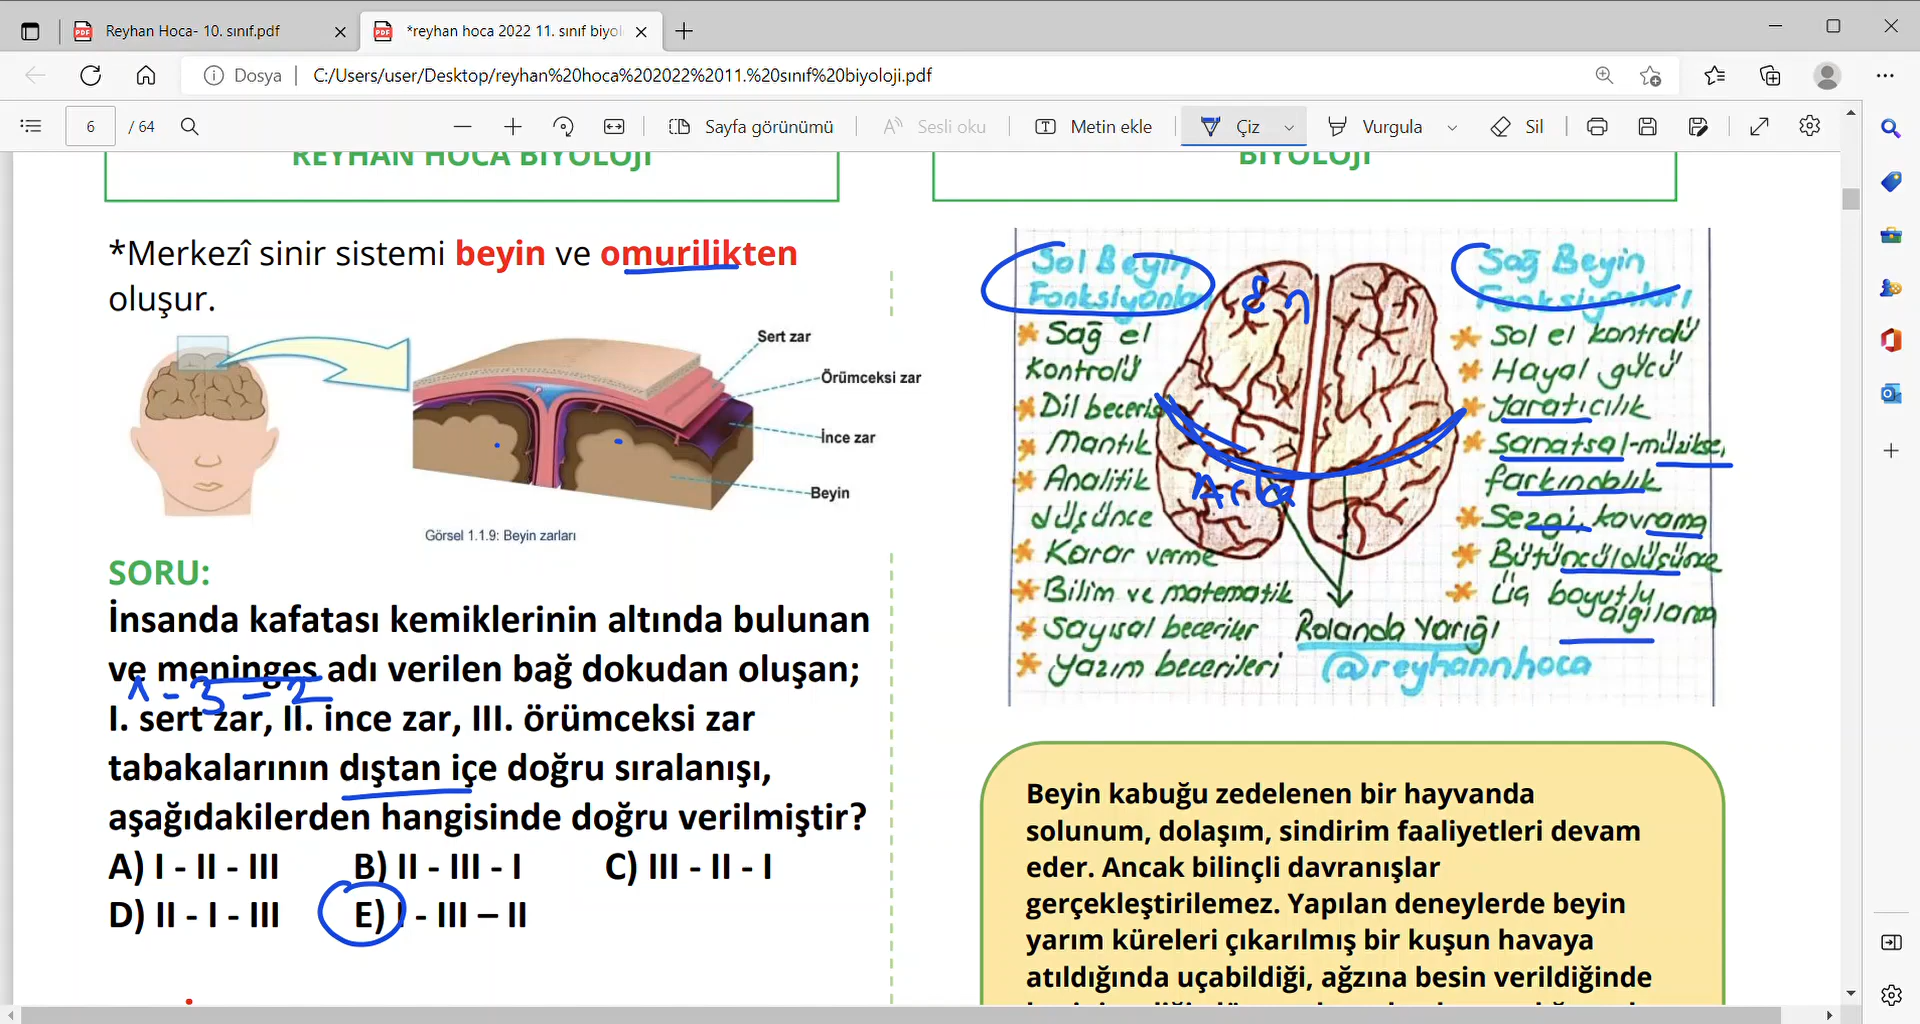 Reyhan Hoca- 10. sınıf.pdf
*reyhan hoca 2022 11. sınıf biyol
Dosya
C:/Users/user/Desktop/reyhan%20hoca%202022%2011.%20sınıf%20biyoloji.pdf
6 / 64
Sayfa görünümü
Sesli oku
Metin ekle
Çiz
Vurgula
Sil
REYHAN HOCA BİYOLOJİ
*Merkezî sinir sistemi beyin ve omurilikten
oluşur.
Sert zar
Örümceksi zar
İnce zar
Beyin
Görsel 1.1.9: Beyin zarları
SORU:
İnsanda kafatası kemiklerinin altında bulunan
ve meninges adı verilen bağ dokudan oluşan;
1 - 3 - 2
I. sert zar, II. ince zar, III. örümceksi zar
tabakalarının dıştan içe doğru sıralanışı,
aşağıdakilerden hangisinde doğru verilmiştir?
A) I - II - III B) II - III - I C) III - II - I
D) II - I - III E) I - III – II
BİYOLOJİ
Sol Beyin
Fonksiyonları
Sağ el
kontrolü
Dil beceris
Mantık
Analitik
düşünce
Karar verme
Bilim ve matematik
Sayısal beceriler
Yazım becerileri
Ön
Arka
Rolando Yarığı
@reyhannhoca
Sağ Beyin
Fonksiyonları
Sol el kontrolü
Hayal gücü
Yaratıcılık
Sanatsal-müziksel
farkındalık
Sezgi, kavrama
Bütüncül düşünce
Üç boyutlu
algılama
Beyin kabuğu zedelenen bir hayvanda
solunum, dolaşım, sindirim faaliyetleri devam
eder. Ancak bilinçli davranışlar
gerçekleştirilemez. Yapılan deneylerde beyin
yarım küreleri çıkarılmış bir kuşun havaya
atıldığında uçabildiği, ağzına besin verildiğinde